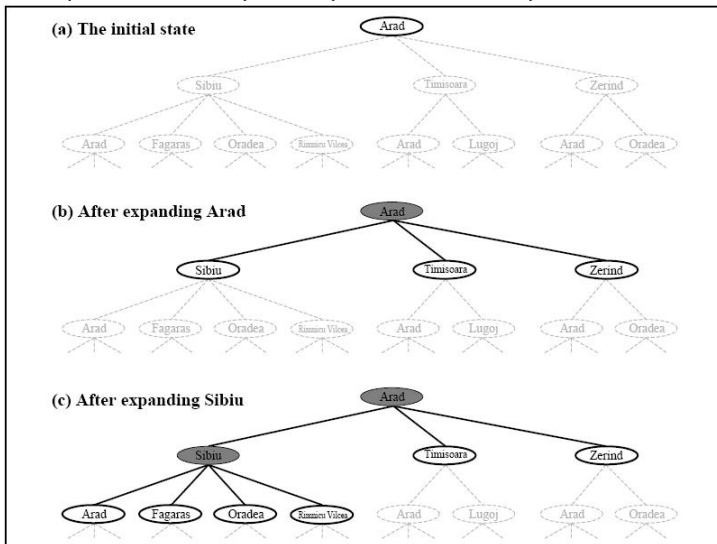 (a) The initial state
Arad
Sibiu Timisoara Zerind
Arad Fagaras Oradea Rimnicu Vilcea Arad Lugoj Arad Oradea
(b) After expanding Arad
Arad
Sibiu Timisoara Zerind
Arad Fagaras Oradea Rimnicu Vilcea Arad Lugoj Arad Oradea
(c) After expanding Sibiu
Arad
Sibiu Timisoara Zerind
Arad Fagaras Oradea Rimnicu Vilcea Arad Lugoj Arad Oradea